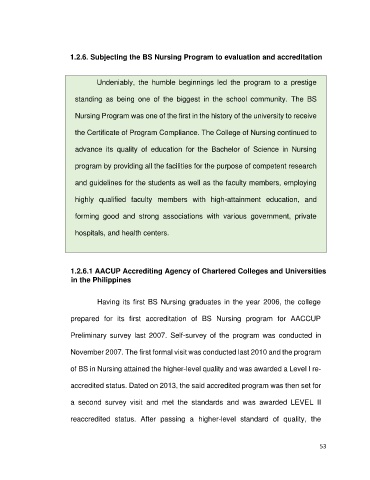 1.2.6. Subjecting the BS Nursing Program to evaluation and accreditation
Undeniably, the humble beginnings led the program to a prestige
standing as being one of the biggest in the school community. The BS
Nursing Program was one of the first in the history of the university to receive
the Certificate of Program Compliance. The College of Nursing continued to
advance its quality of education for the Bachelor of Science in Nursing
program by providing all the facilities for the purpose of competent research
and guidelines for the students as well as the faculty members, employing
highly qualified faculty members with high-attainment education, and
forming good and strong associations with various government, private
hospitals, and health centers.
1.2.6.1 AACUP Accrediting Agency of Chartered Colleges and Universities
in the Philippines
Having its first BS Nursing graduates in the year 2006, the college
prepared for its first accreditation of BS Nursing program for AACCUP
Preliminary survey last 2007. Self-survey of the program was conducted in
November 2007. The first formal visit was conducted last 2010 and the program
of BS in Nursing attained the higher-level quality and was awarded a Level I re-
accredited status. Dated on 2013, the said accredited program was then set for
a second survey visit and met the standards and was awarded LEVEL II
reaccredited status. After passing a higher-level standard of quality, the
53